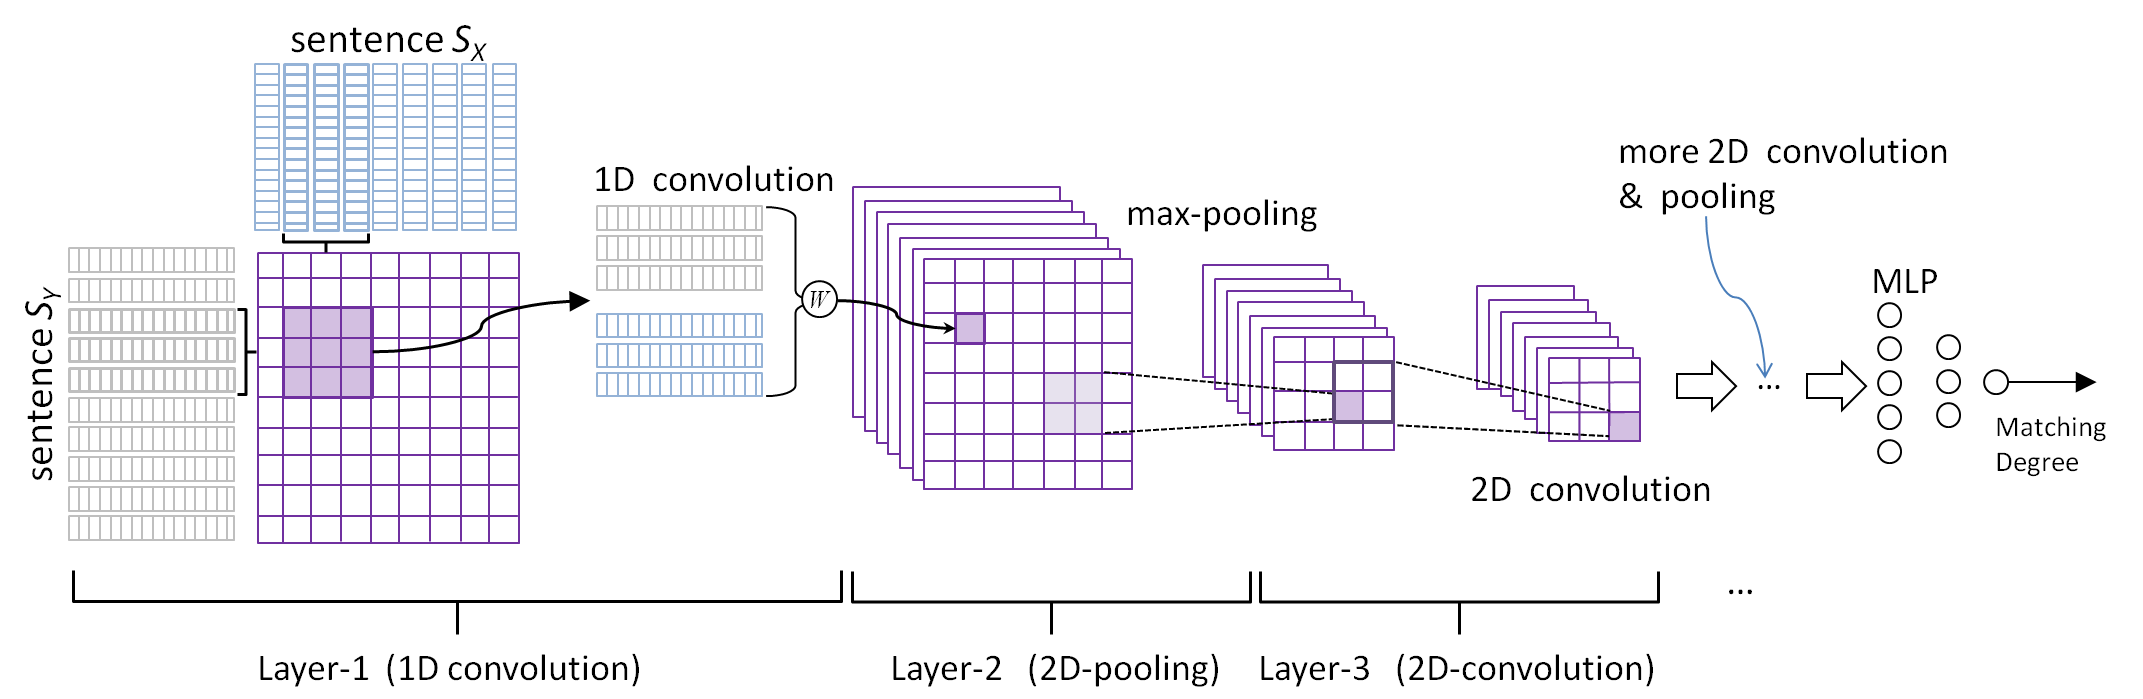 sentence S_X
sentence S_Y
1D convolution
W
max-pooling
2D convolution
more 2D convolution
& pooling
...
MLP
Matching
Degree
...
Layer-1 (1D convolution)
Layer-2 (2D-pooling)
Layer-3 (2D-convolution)